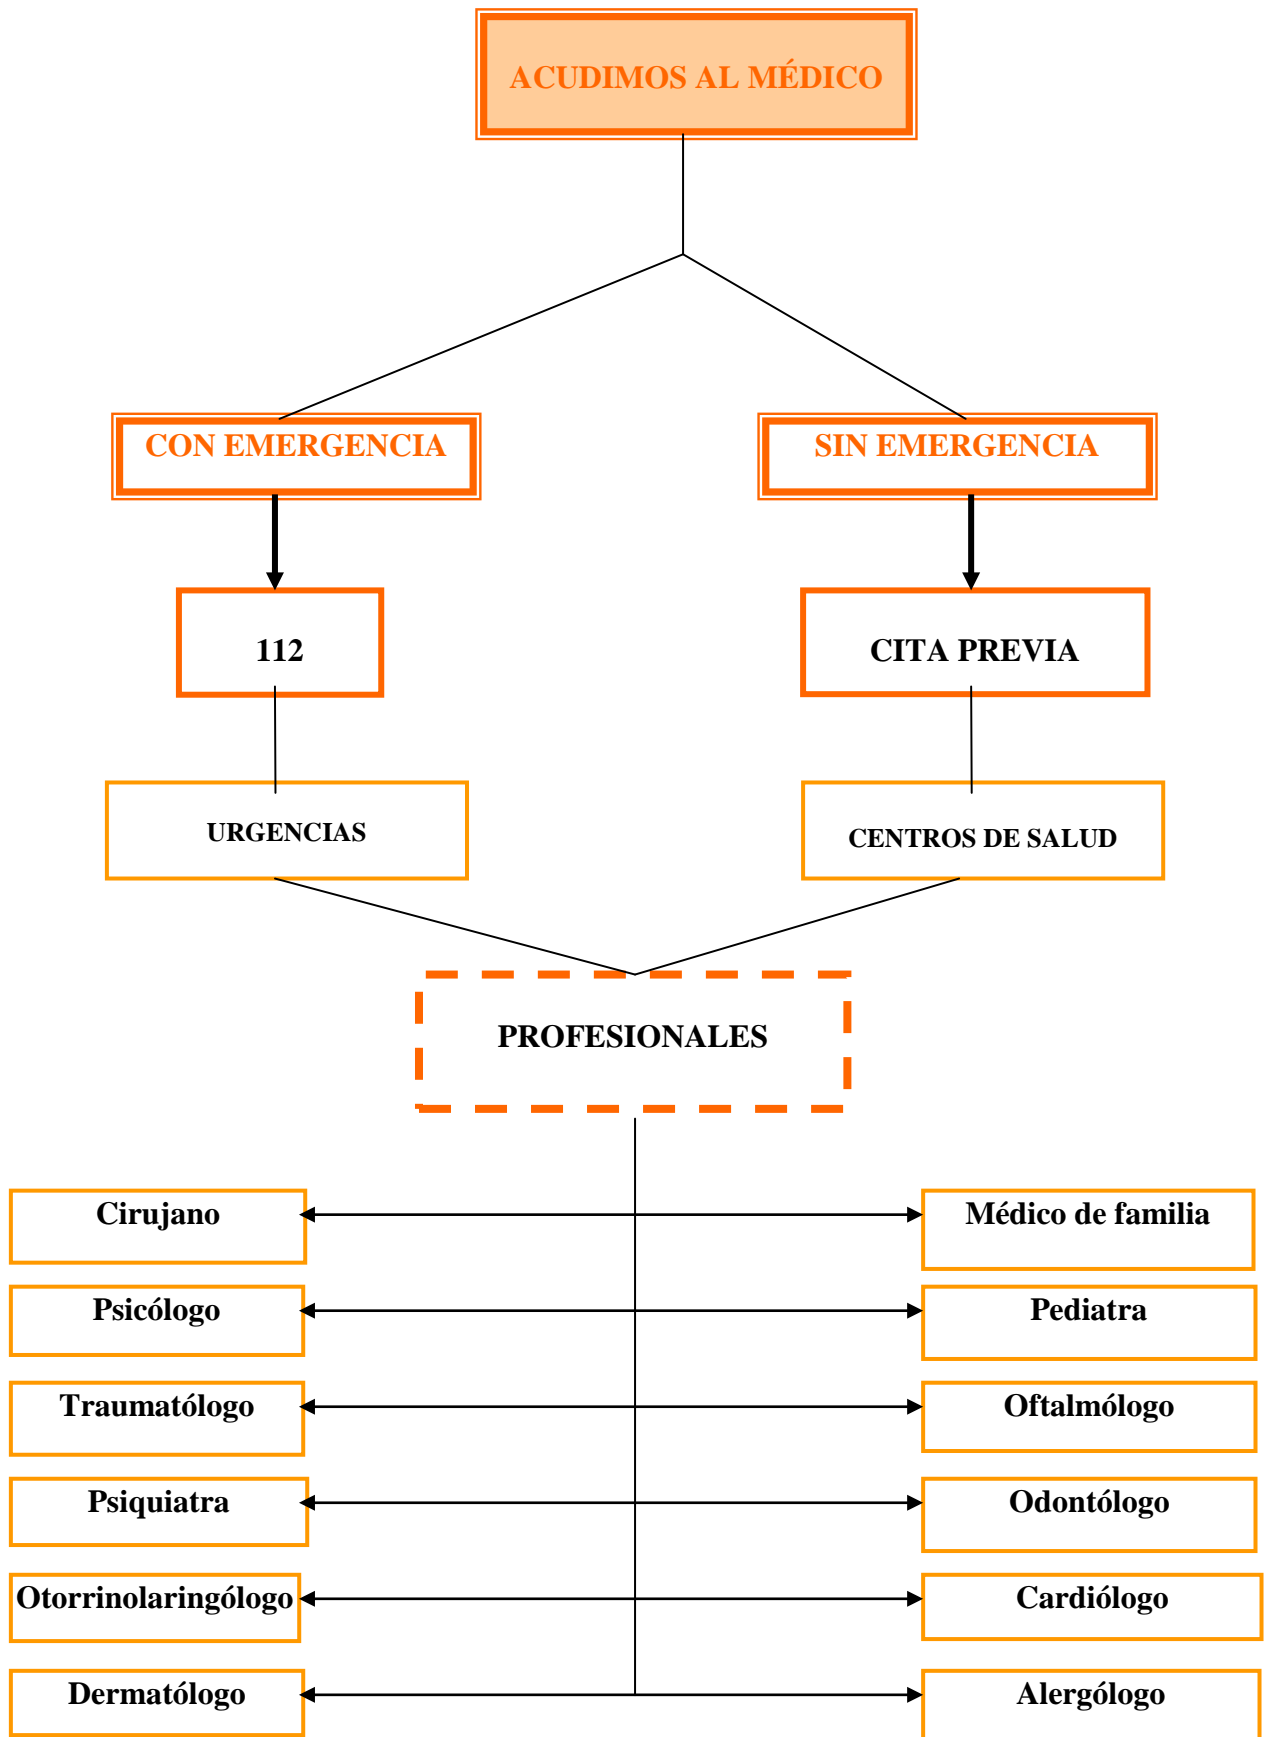 ACUDIMOS AL MÉDICO
CON EMERGENCIA
SIN EMERGENCIA
112
CITA PREVIA
URGENCIAS
CENTROS DE SALUD
PROFESIONALES
Cirujano
Médico de familia
Psicólogo
Pediatra
Traumatólogo
Oftalmólogo
Psiquiatra
Odontólogo
Otorrinolaringólogo
Cardiólogo
Dermatólogo
Alergólogo